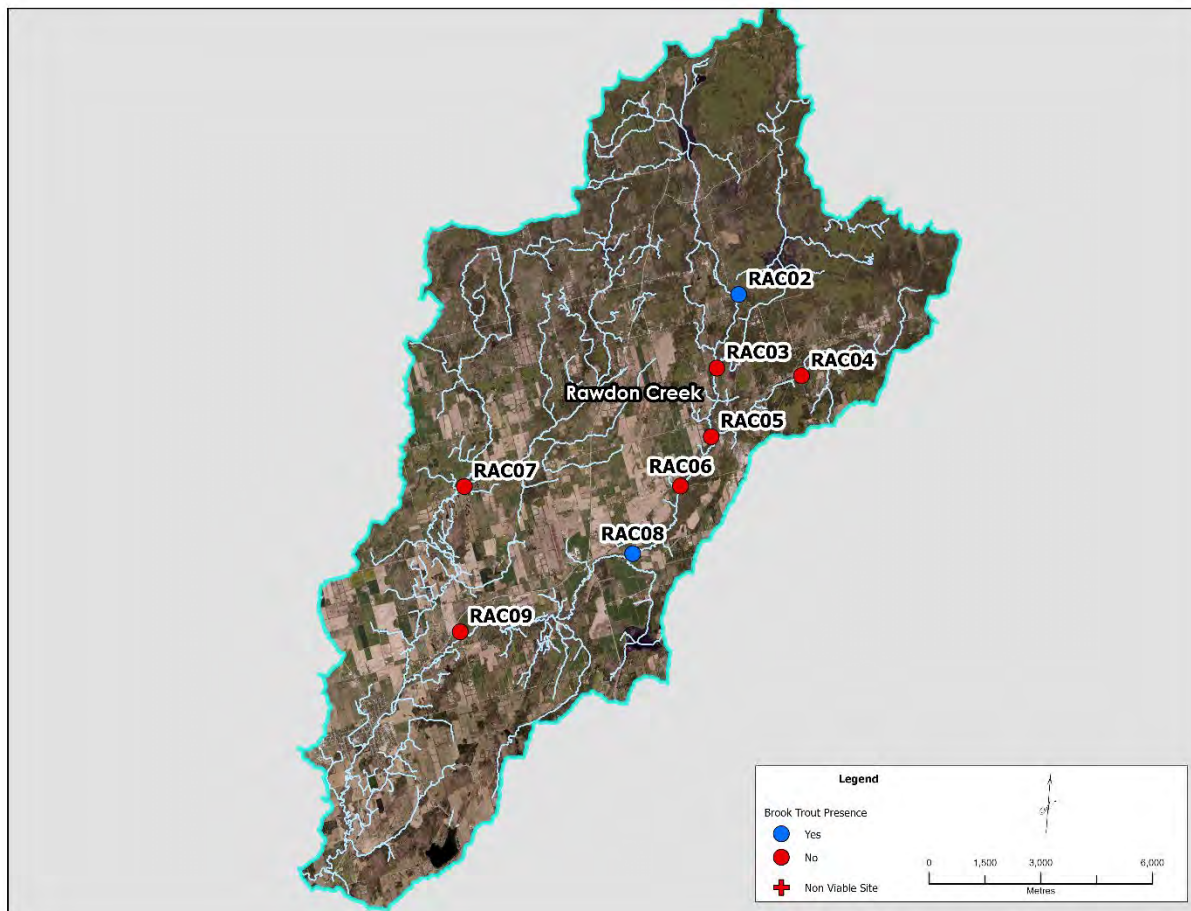 RAC02
RAC03
RAC04
Rawdon Creek
RAC05
RAC07
RAC06
RAC08
RAC09
Legend
Brook Trout Presence
Yes
No
Non Viable Site
0 1,500 3,000 6,000
Metres